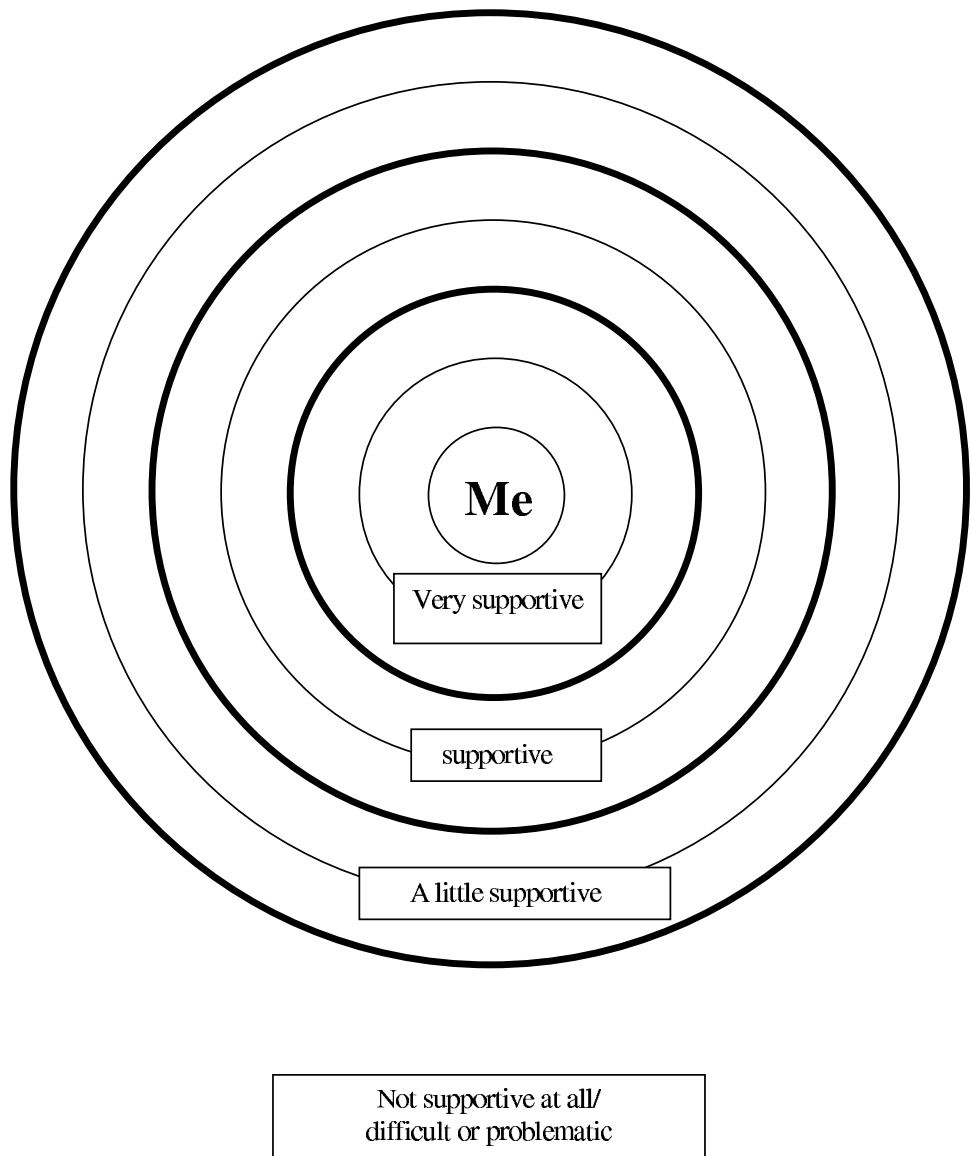 Me
Very supportive
supportive
A little supportive
Not supportive at all/
difficult or problematic